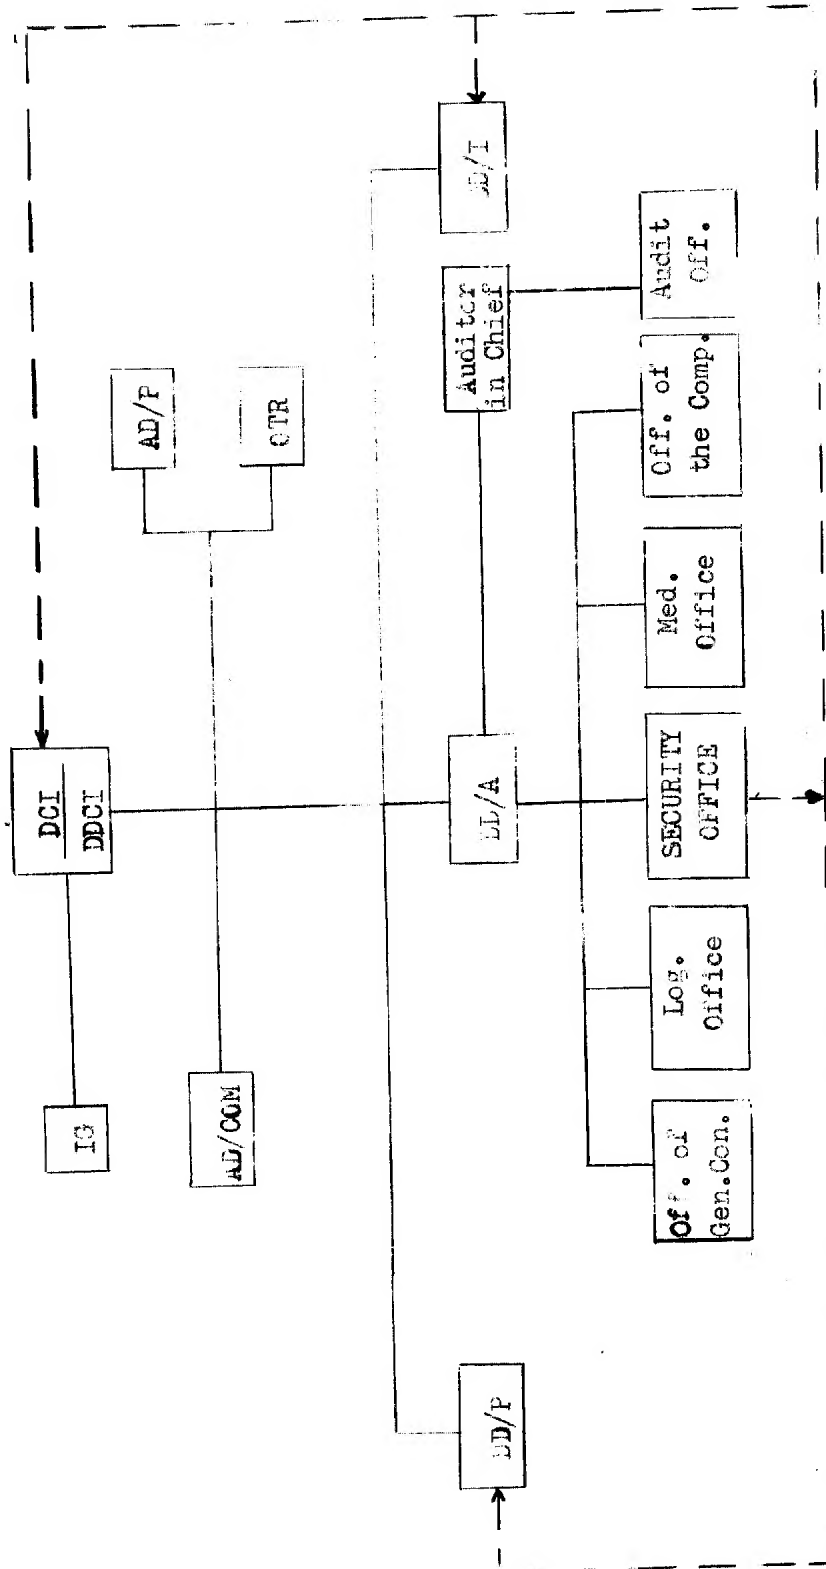 DCI
DDCI
IG
AD/P
AD/COM
OTR
DD/P
DD/A
Auditor
in Chief
DD/I
Off. of
Gen.Con.
Log.
Office
SECURITY
OFFICE
Med.
Office
Off. of
the Comp.
Audit
Off.